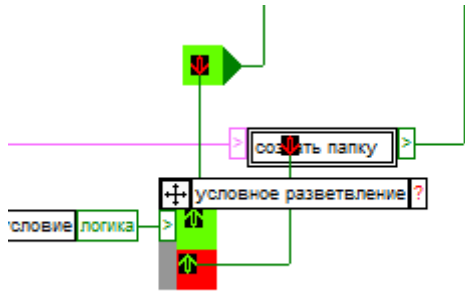 > создать папку >
условное разветвление ?
условие логика >